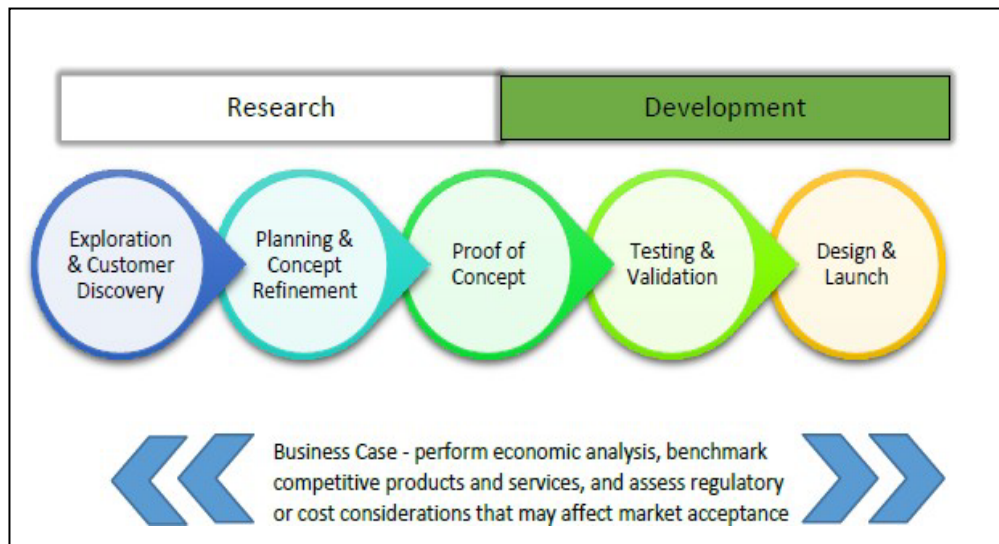 Research
Development
Exploration
& Customer
Discovery
Planning &
Concept
Refinement
Proof of
Concept
Testing &
Validation
Design &
Launch
Business Case - perform economic analysis, benchmark
competitive products and services, and assess regulatory
or cost considerations that may affect market acceptance